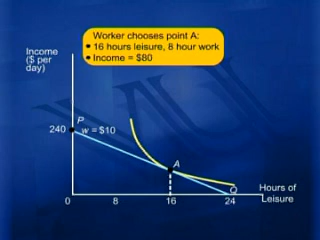 Worker chooses point A:
• 16 hours leisure, 8 hour work
• Income = $80
Income
($ per
day)
P
240
w = $10
A
Q
0
8
16
24
Hours of
Leisure